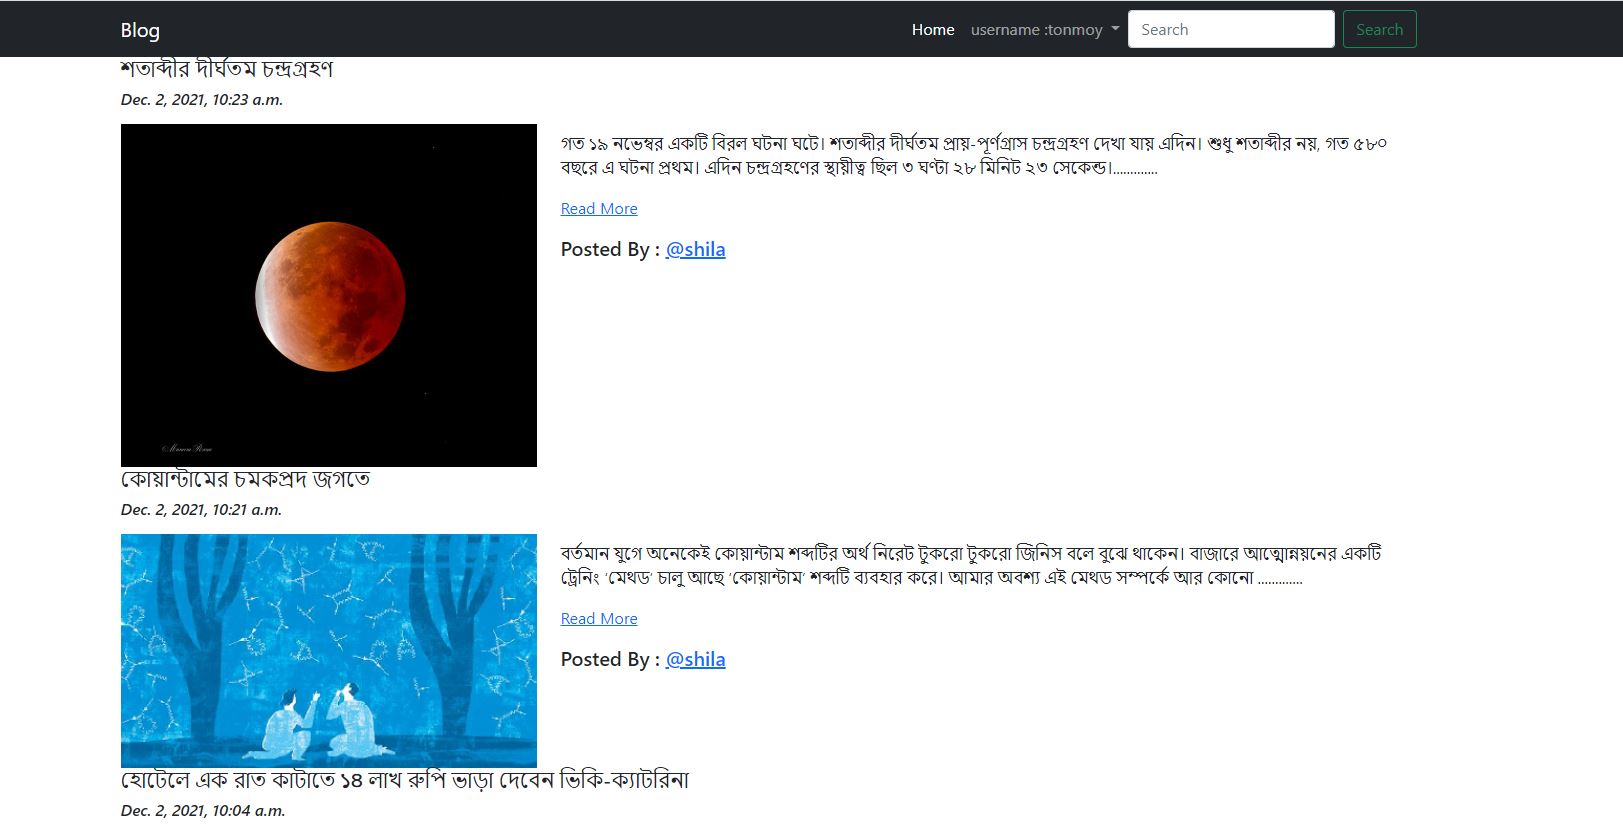 Blog
Home username :tonmoy Search Search
শতাব্দীর দীর্ঘতম চন্দ্রগ্রহণ
Dec. 2, 2021, 10:23 a.m.
গত ১৯ নভেম্বর একটি বিরল ঘটনা ঘটে। শতাব্দীর দীর্ঘতম প্রায়-পূর্ণগ্রাস চন্দ্রগ্রহণ দেখা যায় এদিন। শুধু শতাব্দীর নয়, গত ৫৮০
বছরে এ ঘটনা প্রথম। এদিন চন্দ্রগ্রহণের স্থায়ীত্ব ছিল ৩ ঘণ্টা ২৮ মিনিট ২৩ সেকেন্ড।.............
Read More
Posted By : @shila
কোয়ান্টামের চমকপ্রদ জগতে
Dec. 2, 2021, 10:21 a.m.
বর্তমান যুগে অনেকেই কোয়ান্টাম শব্দটির অর্থ নিরেট টুকরো টুকরো জিনিস বলে বুঝে থাকেন। বাজারে আত্মোন্নয়নের একটি
ট্রেনিং ‘মেথড’ চালু আছে ‘কোয়ান্টাম’ শব্দটি ব্যবহার করে। আমার অবশ্য এই মেথড সম্পর্কে আর কোনো .............
Read More
Posted By : @shila
হোটেলে এক রাত কাটাতে ১৪ লাখ রুপি ভাড়া দেবেন ভিকি-ক্যাটরিনা
Dec. 2, 2021, 10:04 a.m.